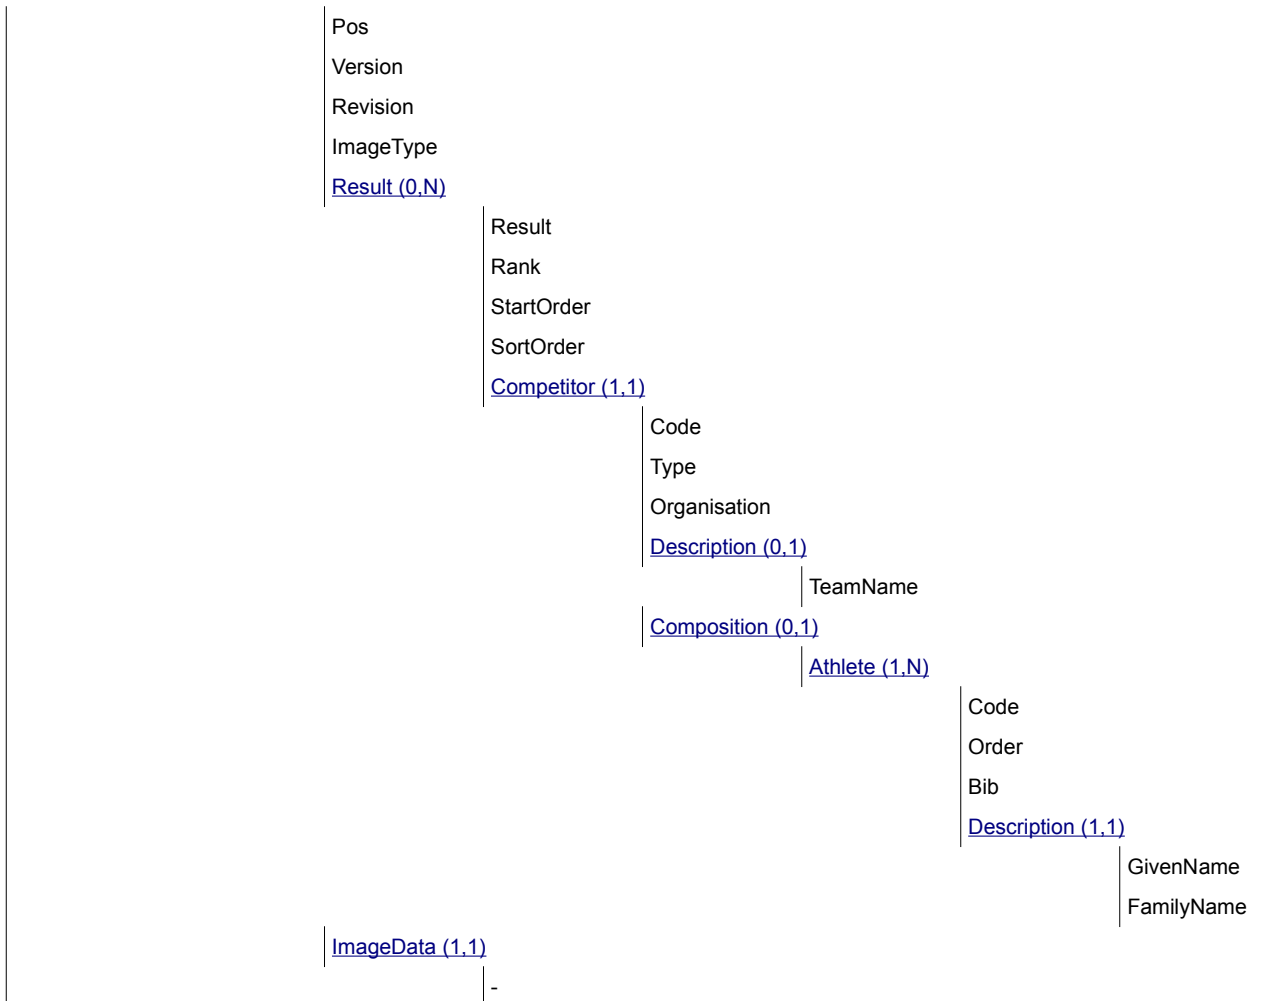 Pos
Version
Revision
ImageType
Result (0,N)
Result
Rank
StartOrder
SortOrder
Competitor (1,1)
Code
Type
Organisation
Description (0,1)
TeamName
Composition (0,1)
Athlete (1,N)
Code
Order
Bib
Description (1,1)
GivenName
FamilyName
ImageData (1,1)
-